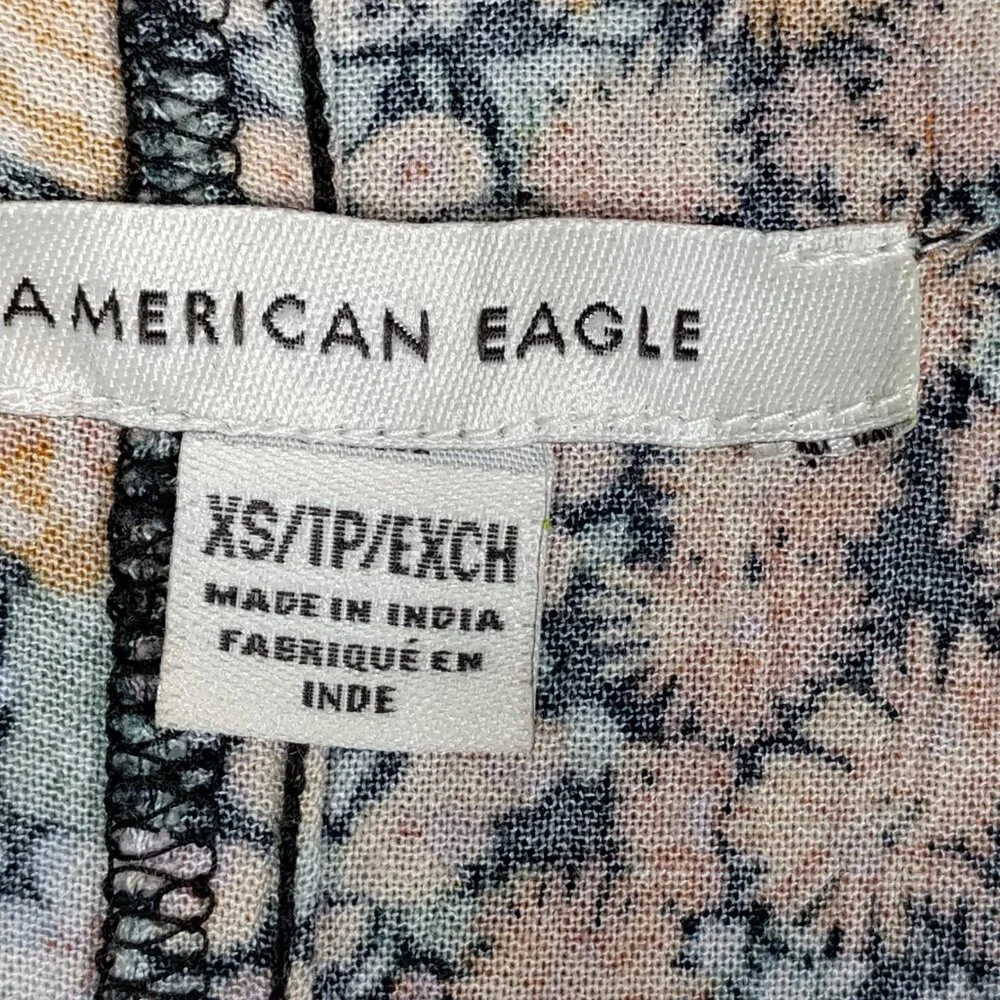 AMERICAN EAGLE
XS/TP/EXCH
MADE IN INDIA
FABRIQUÉ EN
INDE